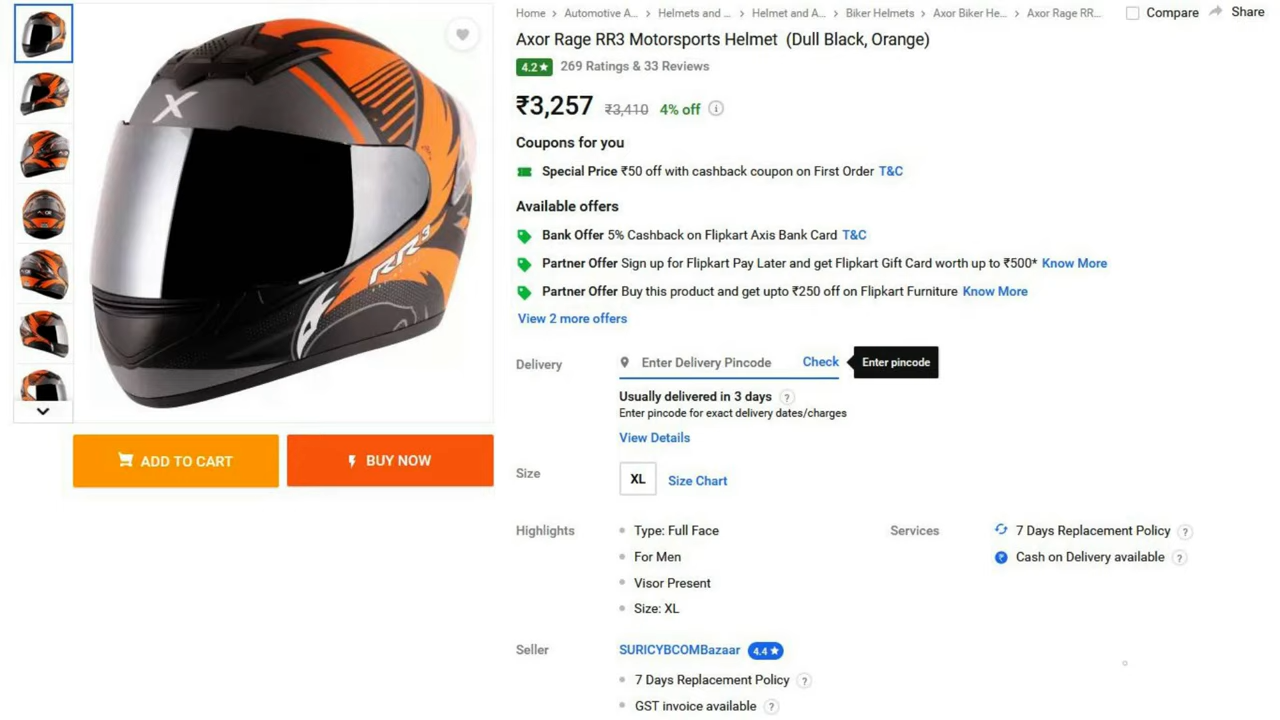 Home > Automotive A... > Helmets and ... > Helmet and A... > Biker Helmets > Axor Biker He... > Axor Rage RR... Compare Share
Axor Rage RR3 Motorsports Helmet (Dull Black, Orange)
4.2★ 269 Ratings & 33 Reviews
₹3,257 ₹3,410 4% off i
Coupons for you
Special Price ₹50 off with cashback coupon on First Order T&C
Available offers
Bank Offer 5% Cashback on Flipkart Axis Bank Card T&C
Partner Offer Sign up for Flipkart Pay Later and get Flipkart Gift Card worth up to ₹500* Know More
Partner Offer Buy this product and get upto ₹250 off on Flipkart Furniture Know More
View 2 more offers
RR3
Delivery Enter Delivery Pincode Check Enter pincode
Usually delivered in 3 days ?
Enter pincode for exact delivery dates/charges
View Details
ADD TO CART BUY NOW
Size XL Size Chart
Highlights
Type: Full Face
For Men
Visor Present
Size: XL
Services
7 Days Replacement Policy ?
Cash on Delivery available ?
Seller SURICYBCOMBazaar 4.4★
7 Days Replacement Policy ?
GST invoice available ?